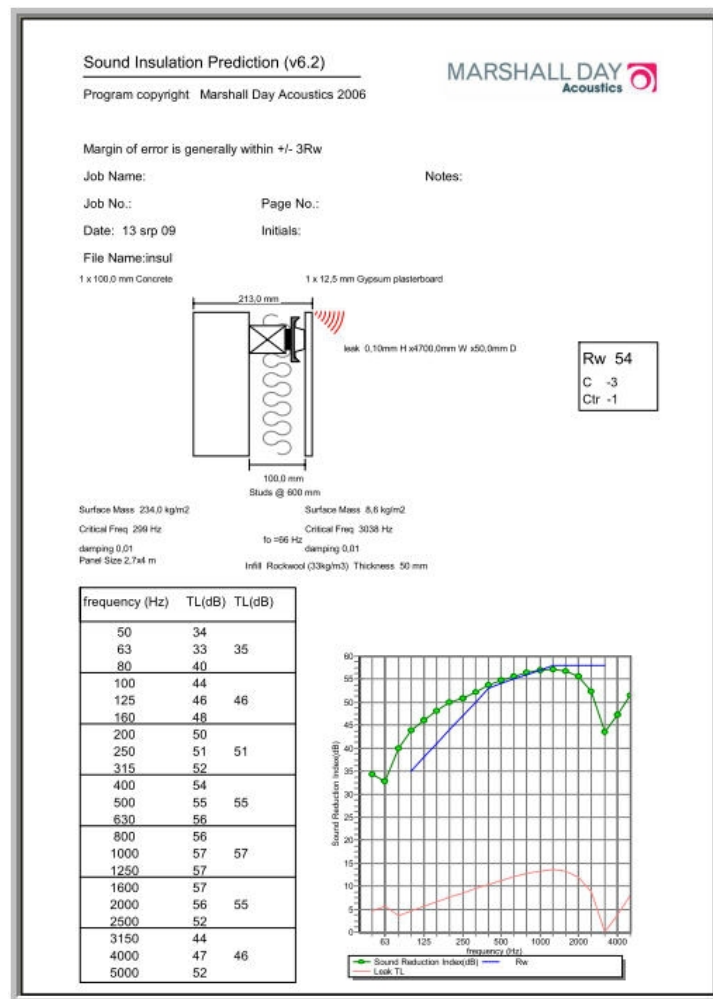 Sound Insulation Prediction (v6.2)
MARSHALL DAY
Acoustics
Program copyright Marshall Day Acoustics 2006
Margin of error is generally within +/- 3Rw
Job Name:
Notes:
Job No.:
Page No.:
Date: 13 srp 09
Initials:
File Name:insul
1 x 100,0 mm Concrete
1 x 12,5 mm Gypsum plasterboard
213,0 mm
leak 0,10mm H x4700,0mm W x50,0mm D
Rw 54
C -3
Ctr -1
100,0 mm
Studs @ 600 mm
Surface Mass 234,0 kg/m2
Surface Mass 8,6 kg/m2
Critical Freq 299 Hz
Critical Freq 3038 Hz
fo =66 Hz
damping 0,01
damping 0,01
Panel Size 2,7x4 m
Infill Rockwool (33kg/m3) Thickness 50 mm
frequency (Hz) TL(dB) TL(dB)
50 34
63 33 35
80 40
100 44
125 46 46
160 48
200 50
250 51 51
315 52
400 54
500 55 55
630 56
800 56
1000 57 57
1250 57
1600 57
2000 56 55
2500 52
3150 44
4000 47 46
5000 52
Sound Reduction Index(dB)
60
55
50
45
40
35
30
25
20
15
10
5
0
63 125 250 500 1000 2000 4000
frequency (Hz)
Sound Reduction Index(dB) Rw
Leak TL